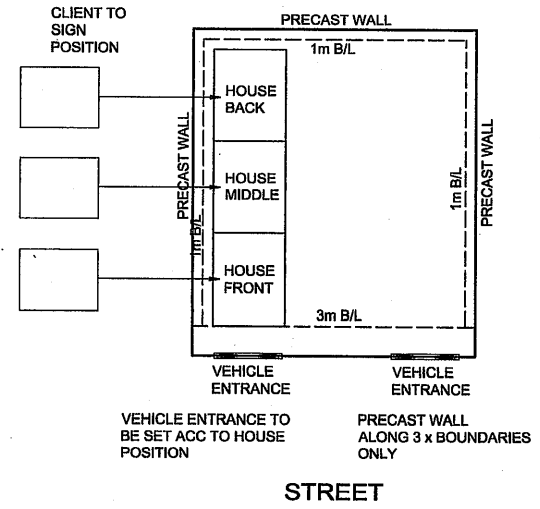 CLIENT TO
SIGN
POSITION
PRECAST WALL
1m B/L
HOUSE
BACK
PRECAST WALL
HOUSE
MIDDLE
1m B/L
PRECAST WALL
1m B/L
HOUSE
FRONT
3m B/L
VEHICLE
ENTRANCE
VEHICLE
ENTRANCE
VEHICLE ENTRANCE TO
BE SET ACC TO HOUSE
POSITION
PRECAST WALL
ALONG 3 x BOUNDARIES
ONLY
STREET